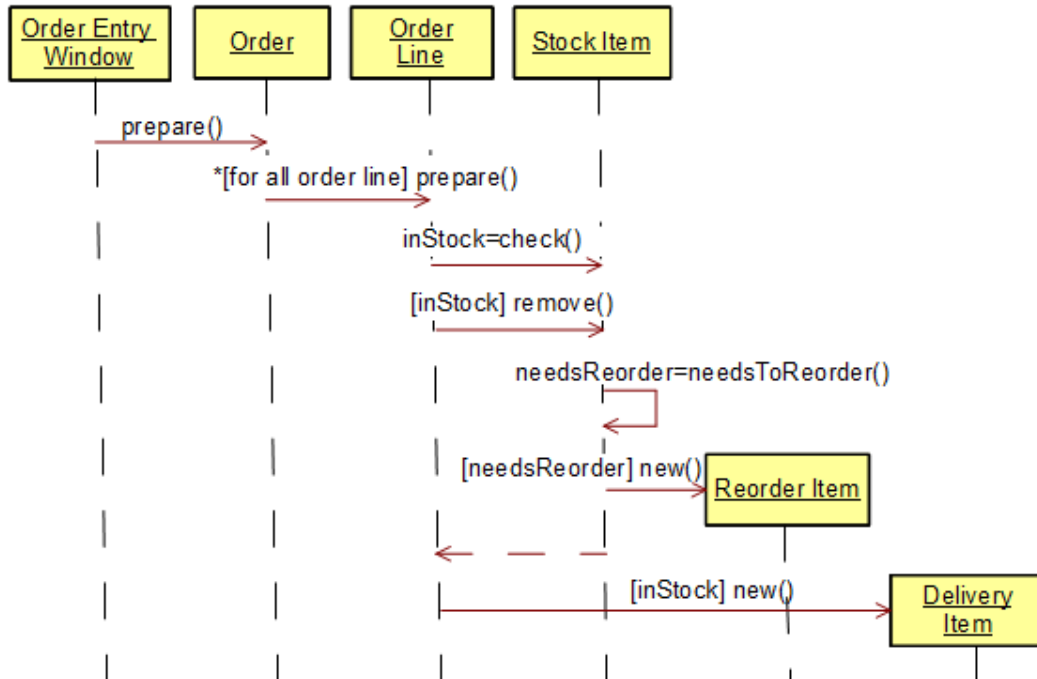 Order Entry
Window
Order
Order
Line
Stock Item
prepare()
*[for all order line] prepare()
inStock=check()
[inStock] remove()
needsReorder=needsToReorder()
[needsReorder] new()
Reorder Item
[inStock] new()
Delivery
Item